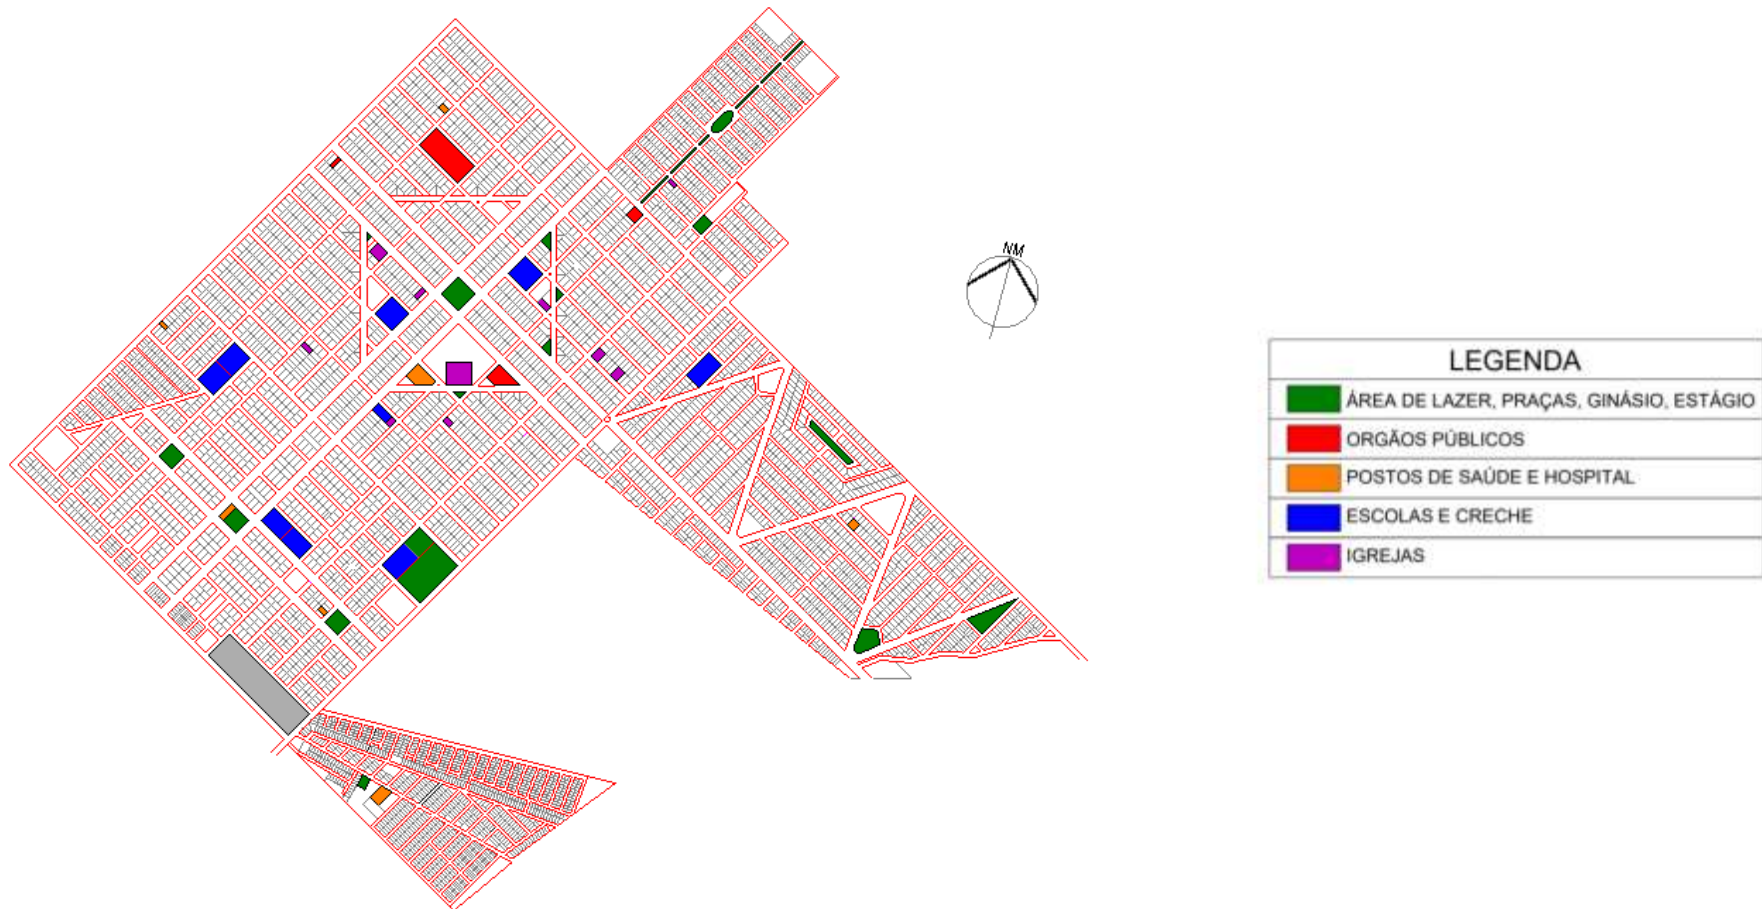 NM
LEGENDA
ÁREA DE LAZER, PRAÇAS, GINÁSIO, ESTÁGIO
ORGÃOS PÚBLICOS
POSTOS DE SAÚDE E HOSPITAL
ESCOLAS E CRECHE
IGREJAS